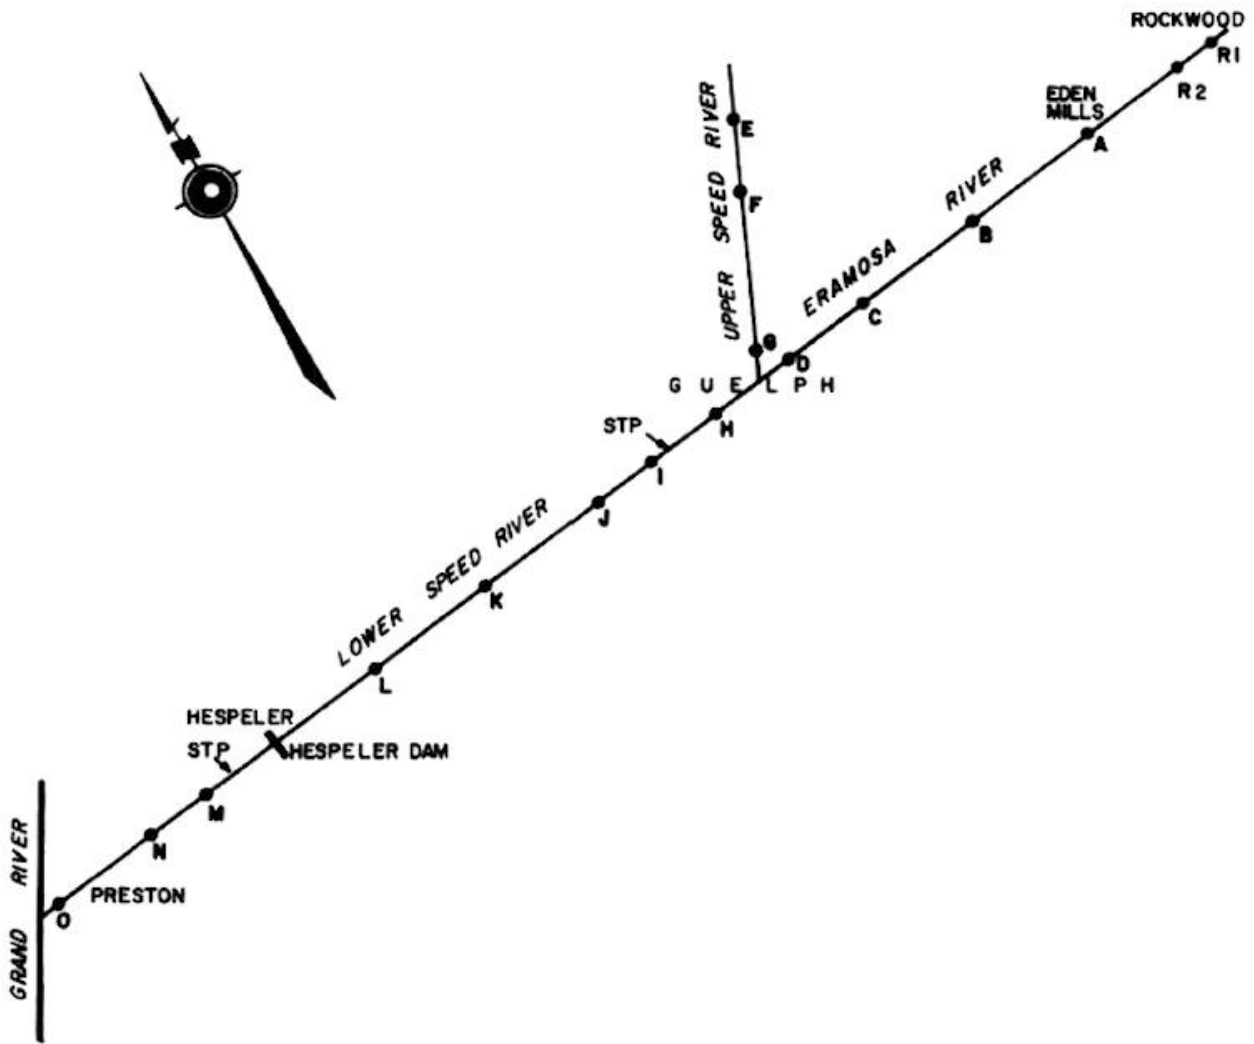 ROCKWOOD
R1
R2
EDEN
MILLS
A
E
UPPER SPEED RIVER
F
B
ERAMOSA RIVER
C
G
D
GUELPH
H
STP
I
J
LOWER SPEED RIVER
K
L
HESPELER
HESPELER DAM
STP
M
N
PRESTON
O
GRAND RIVER